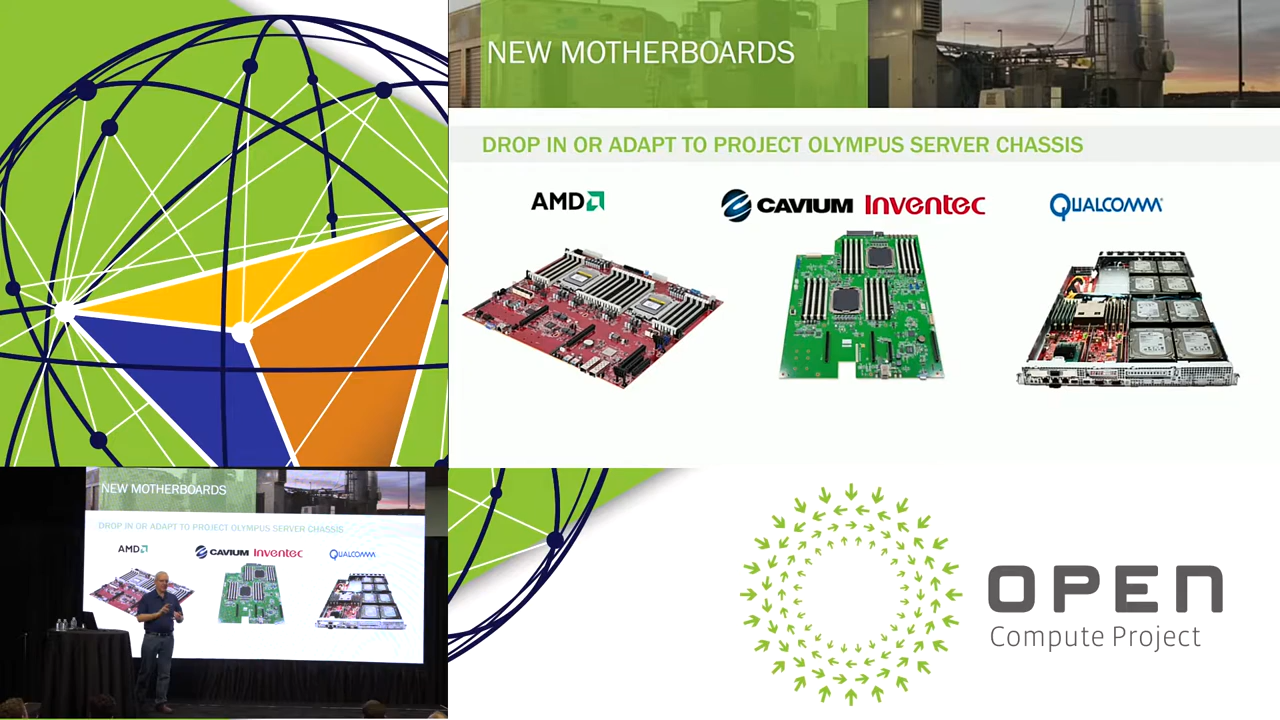 NEW MOTHERBOARDS
DROP IN OR ADAPT TO PROJECT OLYMPUS SERVER CHASSIS
AMD
CAVIUM Inventec
QUALCOMM
NEW MOTHERBOARDS
DROP IN OR ADAPT TO PROJECT OLYMPUS SERVER CHASSIS
AMD
CAVIUM Inventec
QUALCOMM
OPEN
Compute Project